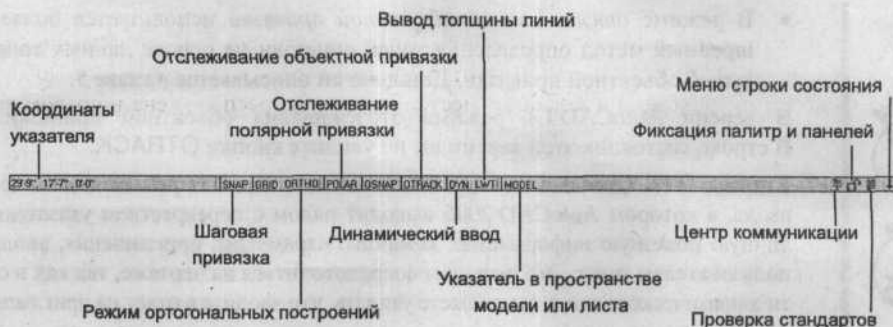 Вывод толщины линий
Отслеживание объектной привязки
Меню строки состояния
Координаты
указателя
Отслеживание
полярной привязки
Фиксация палитр и панелей
SNAP GRID ORTHO POLAR OSNAP OTRACK DYN LWT MODEL
Шаговая
привязка
Динамический ввод
Центр коммуникации
Указатель в пространстве
модели или листа
Режим ортогональных построений
Проверка стандартов